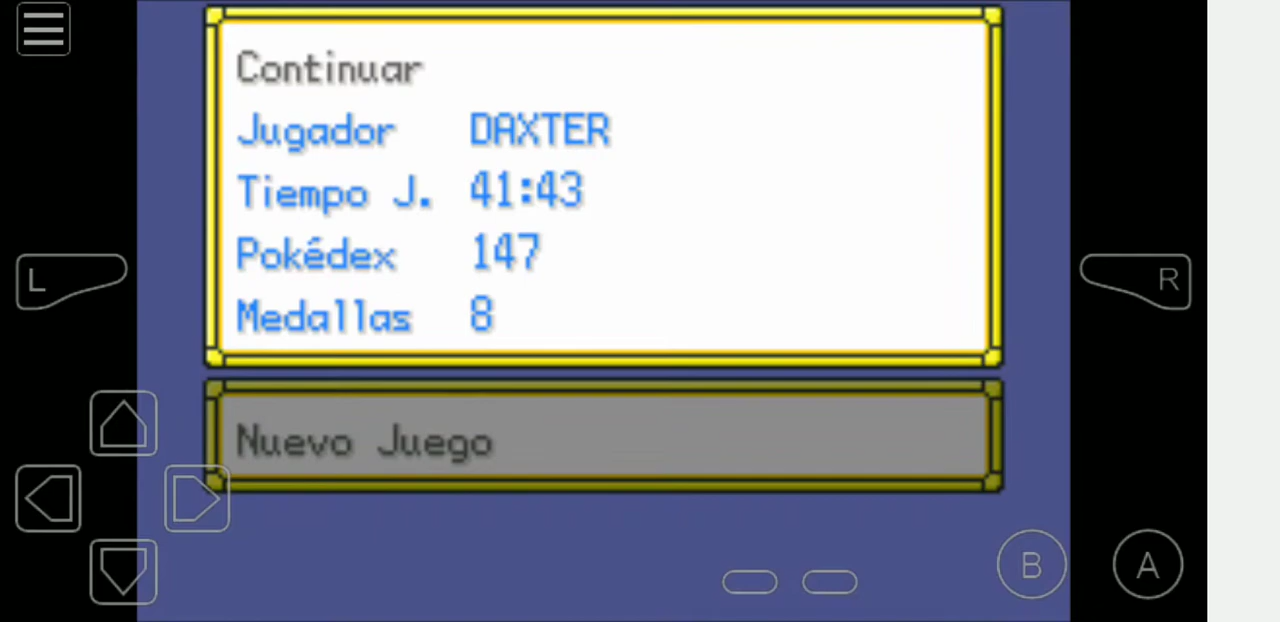 Continuar
Jugador DAXTER
Tiempo J. 41:43
Pokédex 147
Medallas 8
L
R
Nuevo Juego
B
A